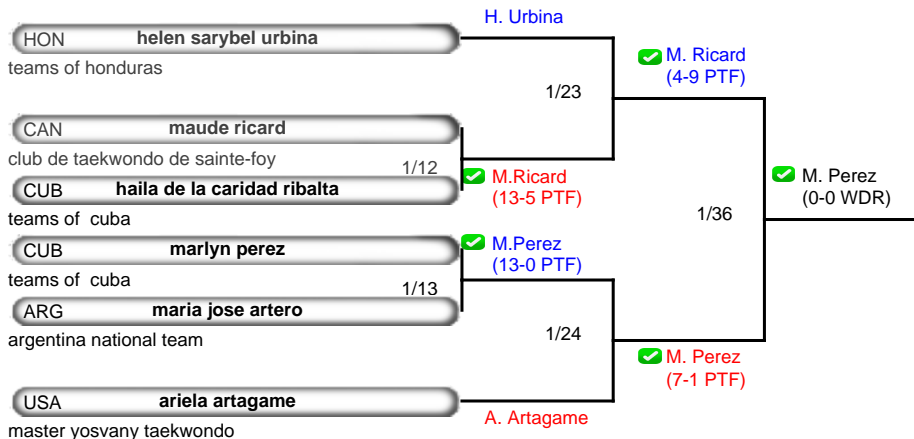 H. Urbina
HON helen sarybel urbina
teams of honduras
M. Ricard
(4-9 PTF)
1/23
CAN maude ricard
club de taekwondo de sainte-foy
1/12
CUB haila de la caridad ribalta
teams of  cuba
M.Ricard
(13-5 PTF)
M. Perez
(0-0 WDR)
1/36
CUB marlyn perez
teams of  cuba
M.Perez
(13-0 PTF)
1/13
ARG maria jose artero
argentina national team
1/24
M. Perez
(7-1 PTF)
USA ariela artagame
master yosvany taekwondo
A. Artagame